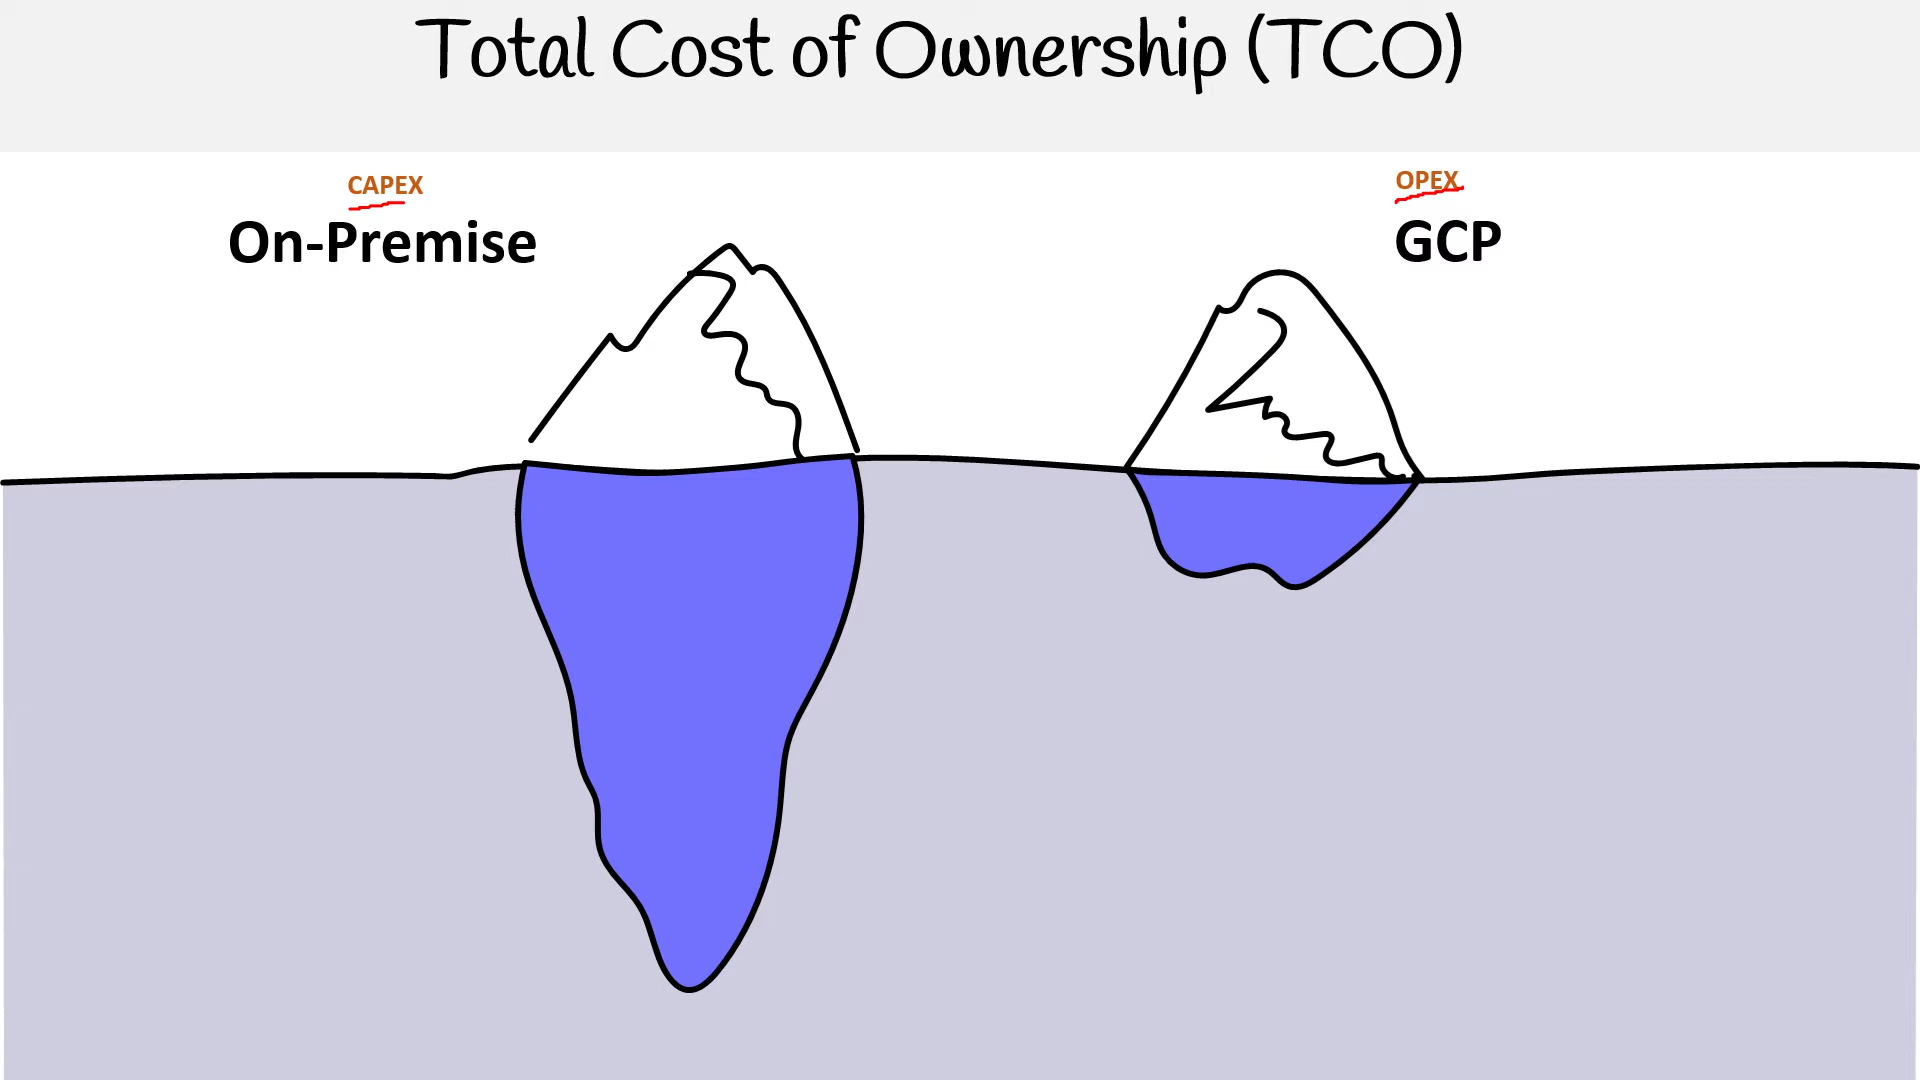 Total Cost of Ownership (TCO)
CAPEX
On-Premise
OPEX
GCP